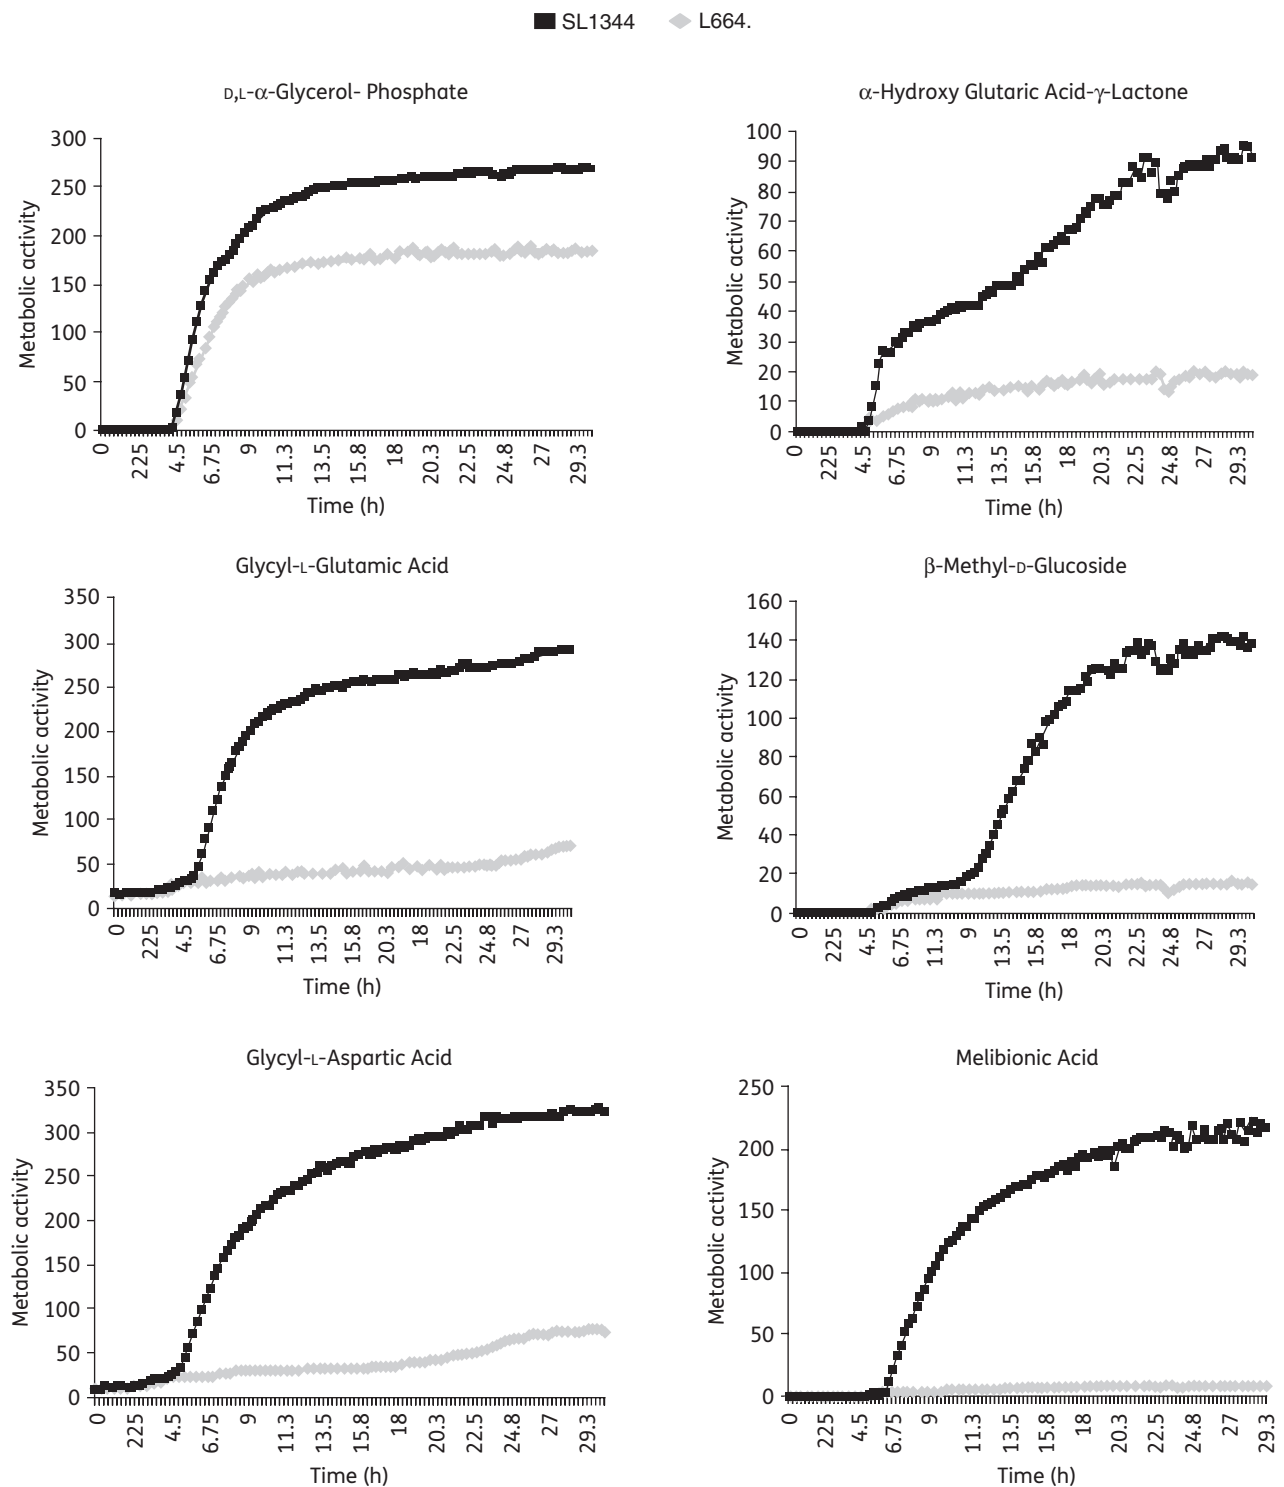 SL1344 L664.
D,L-α-Glycerol- Phosphate
300
250
200
150
100
50
0
Metabolic activity
0 225 4.5 6.75 9 11.3 13.5 15.8 18 20.3 22.5 24.8 27 29.3
Time (h)
α-Hydroxy Glutaric Acid-γ-Lactone
100
90
80
70
60
50
40
30
20
10
0
Metabolic activity
0 225 4.5 6.75 9 11.3 13.5 15.8 18 20.3 22.5 24.8 27 29.3
Time (h)
Glycyl-L-Glutamic Acid
350
300
250
200
150
100
50
0
Metabolic activity
0 225 4.5 6.75 9 11.3 13.5 15.8 20.3 18 22.5 24.8 27 29.3
Time (h)
β-Methyl-D-Glucoside
160
140
120
100
80
60
40
20
0
Metabolic activity
0 225 4.5 6.75 11.3 9 13.5 15.8 18 20.3 22.5 24.8 27 29.3
Time (h)
Glycyl-L-Aspartic Acid
350
300
250
200
150
100
50
0
Metabolic activity
0 225 4.5 6.75 9 11.3 13.5 15.8 18 20.3 22.5 24.8 27 29.3
Time (h)
Melibionic Acid
250
200
150
100
50
0
Metabolic activity
0 225 4.5 6.75 9 11.3 13.5 15.8 18 20.3 22.5 24.8 27 29.3
Time (h)